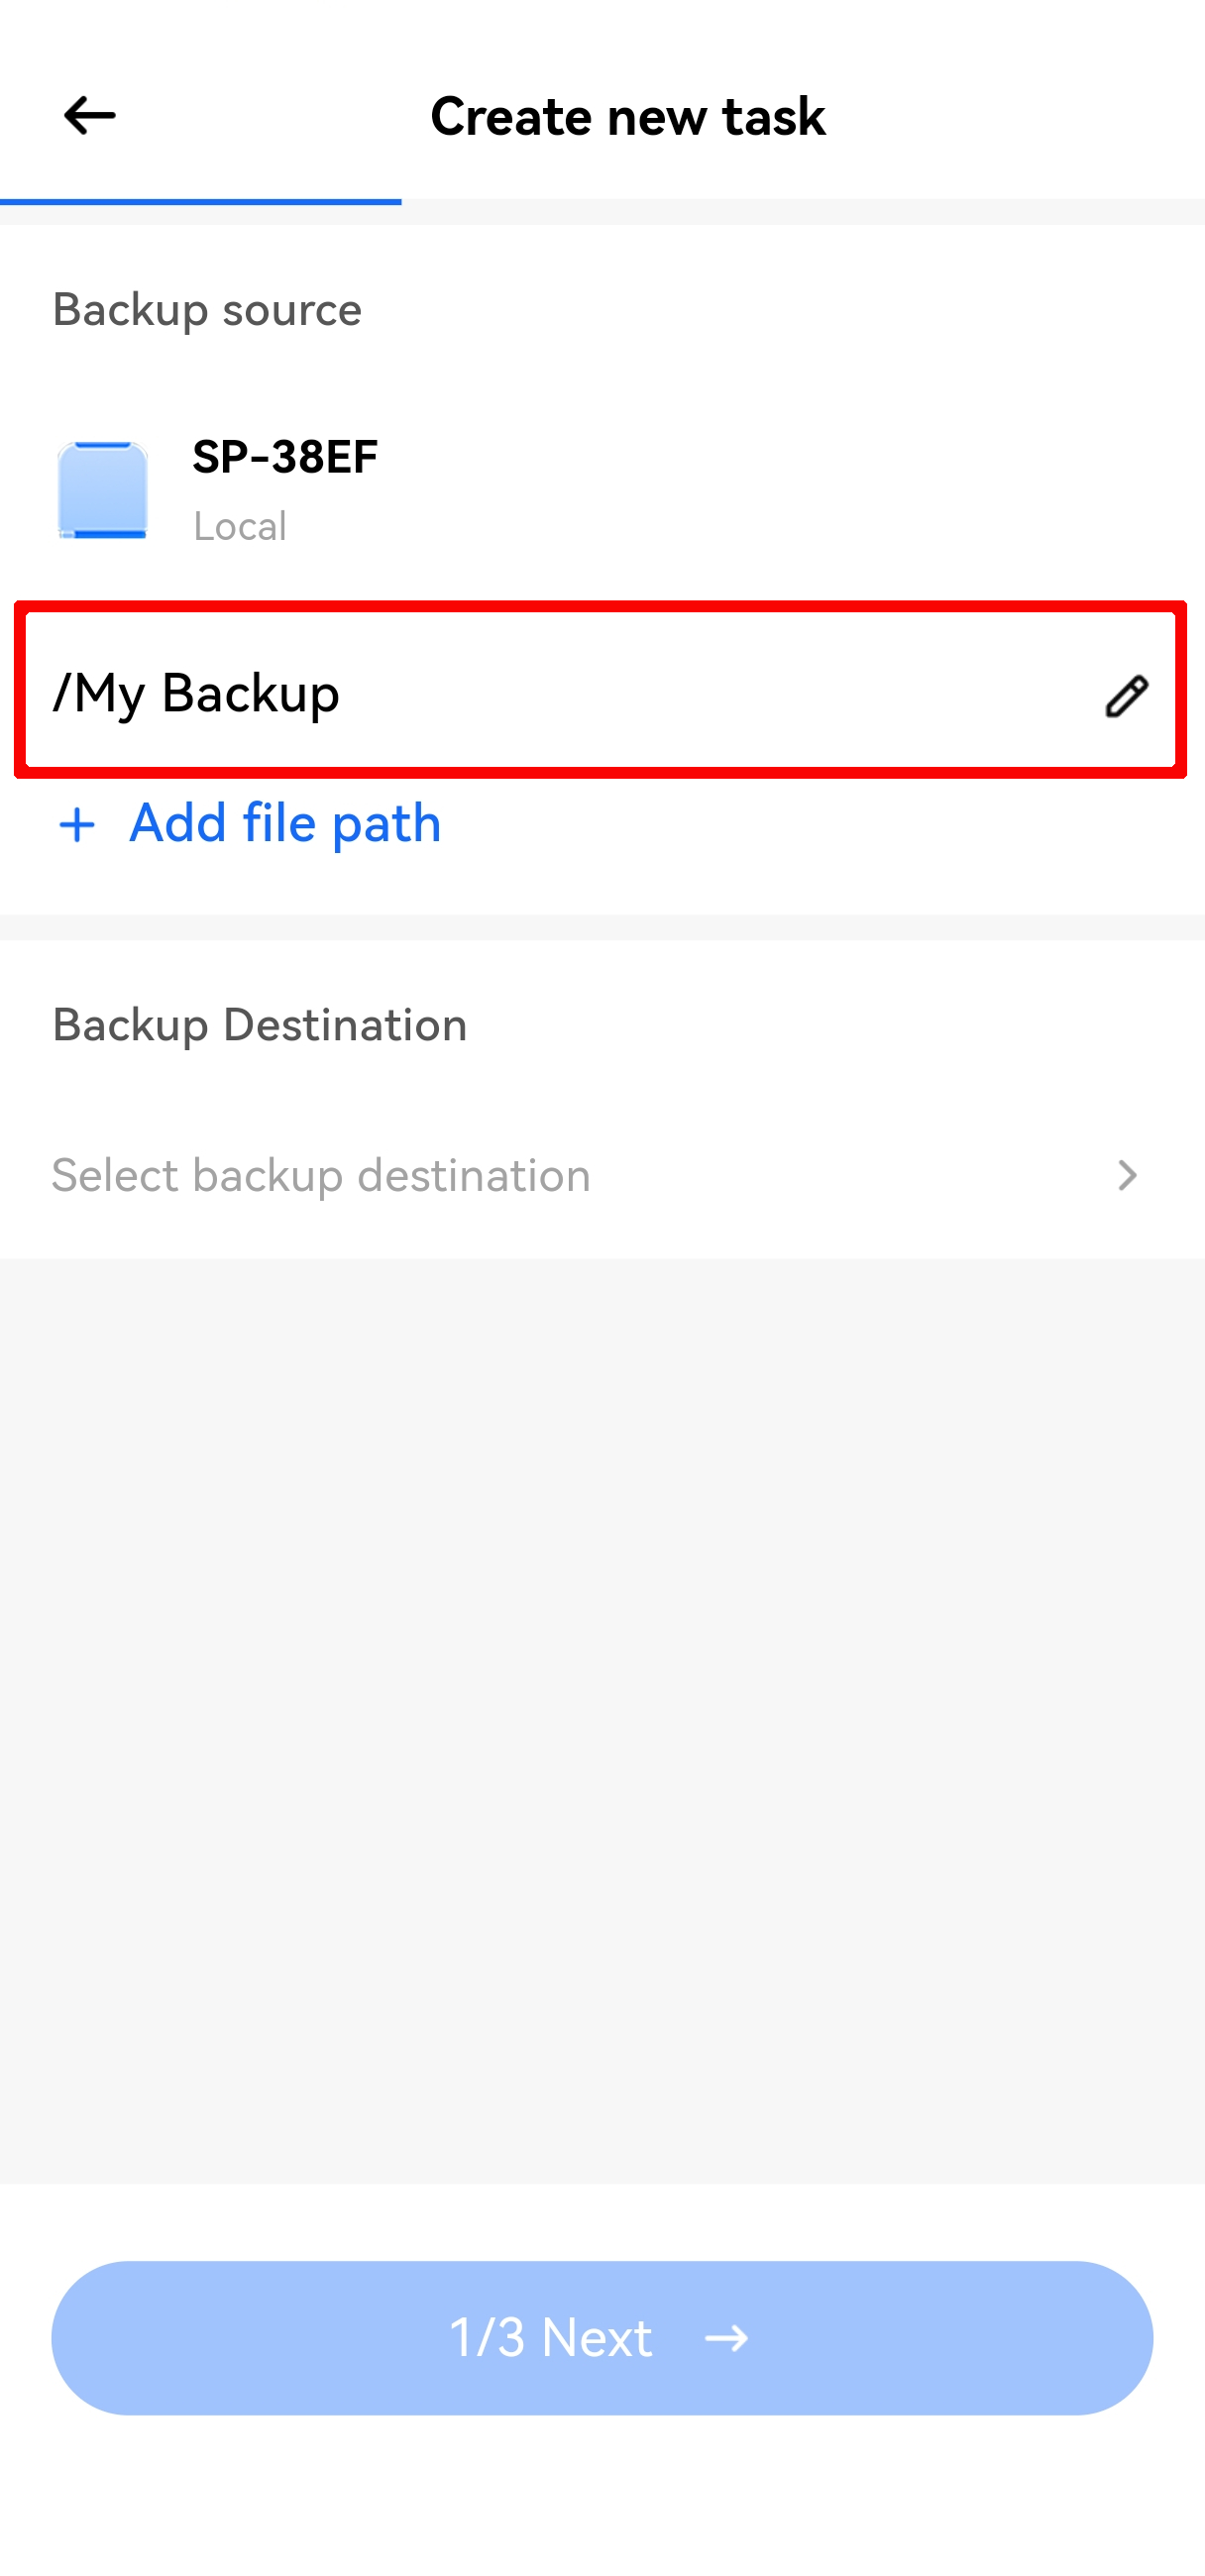 Create new task
Backup source
SP-38EF
Local
/My Backup
+ Add file path
Backup Destination
Select backup destination
1/3 Next →